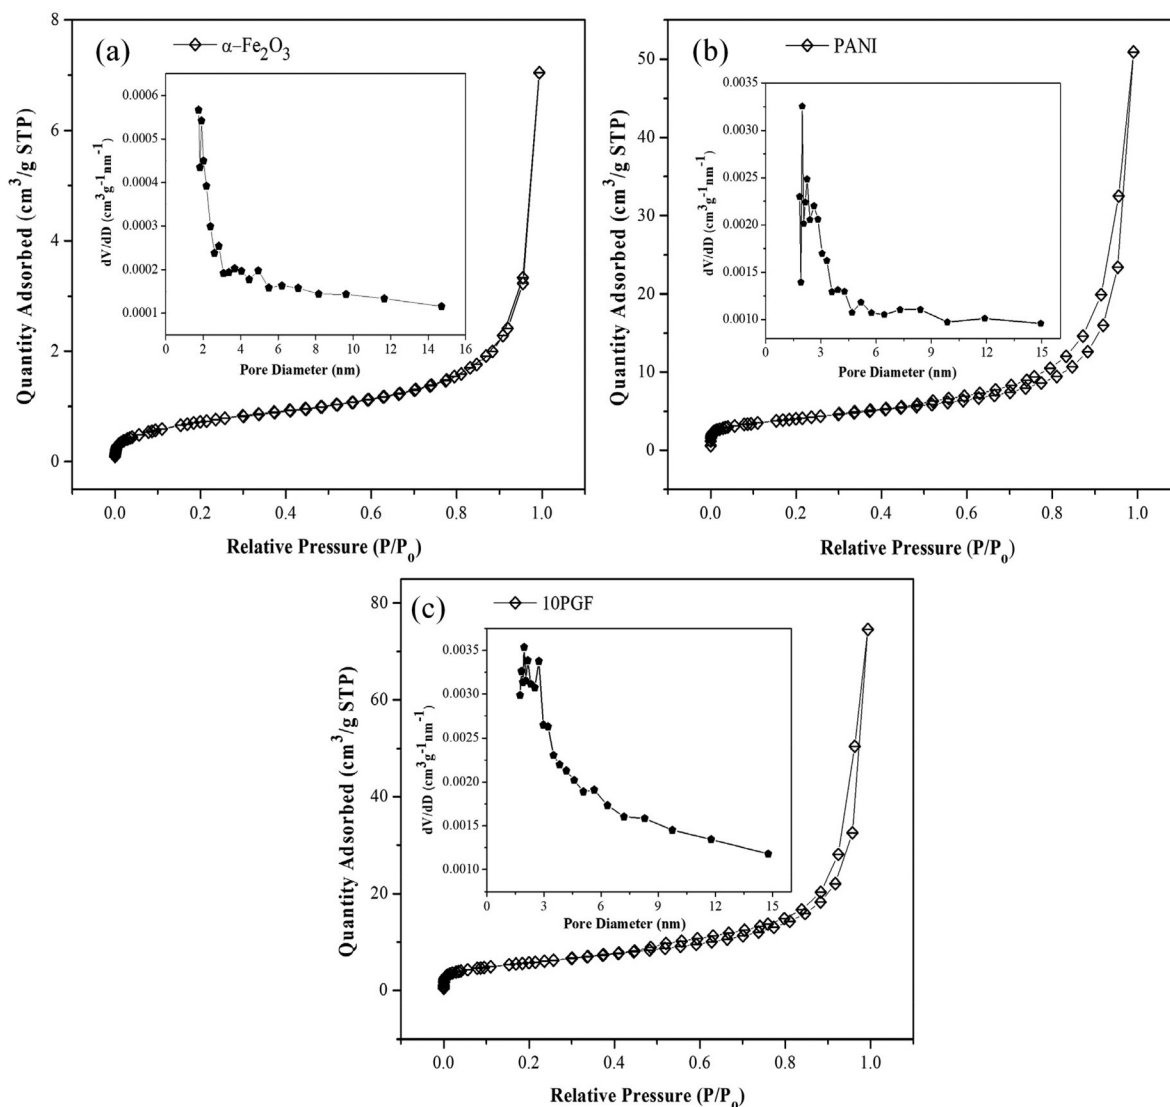 (a)
α−Fe₂O₃
Quantity Adsorbed (cm³/g STP)
8
6
4
2
0
0.0 0.2 0.4 0.6 0.8 1.0
Relative Pressure (P/P₀)
dV/dD (cm³g⁻¹nm⁻¹)
0.0006
0.0005
0.0004
0.0003
0.0002
0.0001
0 2 4 6 8 10 12 14 16
Pore Diameter (nm)
(b)
PANI
Quantity Adsorbed (cm³/g STP)
50
40
30
20
10
0
0.0 0.2 0.4 0.6 0.8 1.0
Relative Pressure (P/P₀)
dV/dD (cm³g⁻¹nm⁻¹)
0.0035
0.0030
0.0025
0.0020
0.0015
0.0010
0 3 6 9 12 15
Pore Diameter (nm)
(c)
10PGF
Quantity Adsorbed (cm³/g STP)
80
60
40
20
0
0.0 0.2 0.4 0.6 0.8 1.0
Relative Pressure (P/P₀)
dV/dD (cm³g⁻¹nm⁻¹)
0.0035
0.0030
0.0025
0.0020
0.0015
0.0010
0 3 6 9 12 15
Pore Diameter (nm)